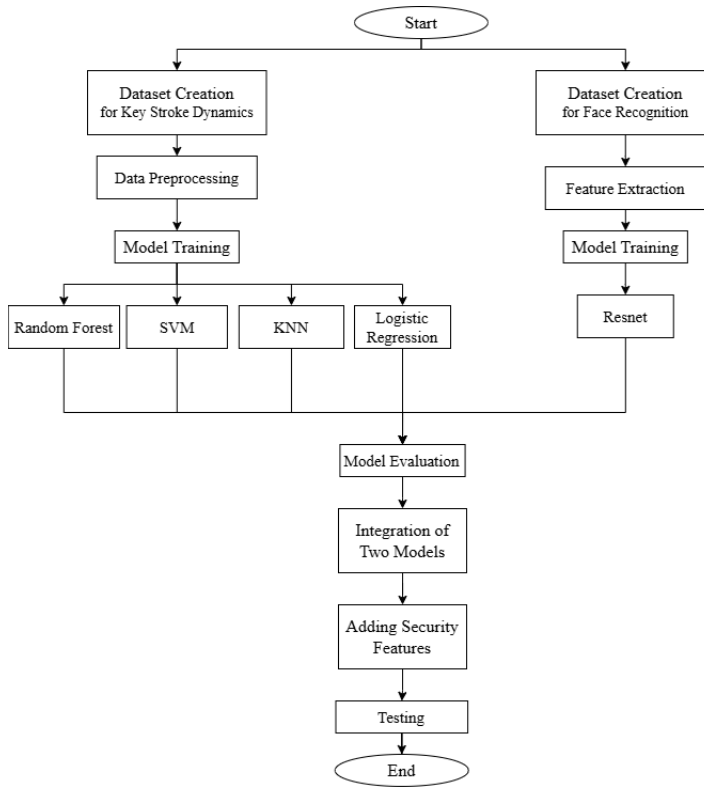 Start
Dataset Creation
for Key Stroke Dynamics
Dataset Creation
for Face Recognition
Data Preprocessing
Feature Extraction
Model Training
Model Training
Random Forest
SVM
KNN
Logistic
Regression
Resnet
Model Evaluation
Integration of
Two Models
Adding Security
Features
Testing
End